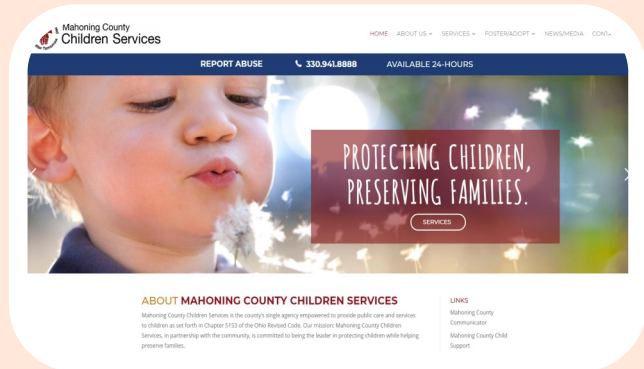 Mahoning County
Children Services
HOME ABOUT US SERVICES FOSTER/ADOPT NEWS/MEDIA
REPORT ABUSE 330.941.8888 AVAILABLE 24-HOURS
PROTECTING CHILDREN,
PRESERVING FAMILIES.
SERVICES
ABOUT MAHONING COUNTY CHILDREN SERVICES
Mahoning County Children Services is the county's single agency empowered to provide public care and services
to children as set forth in Chapter 5153 of the Ohio Revised Code. Our mission: Mahoning County Children
Services, in partnership with the community, is committed to being the leader in protecting children while helping
preserve families.
LINKS
Mahoning County
Communicator
Mahoning County Child
Support